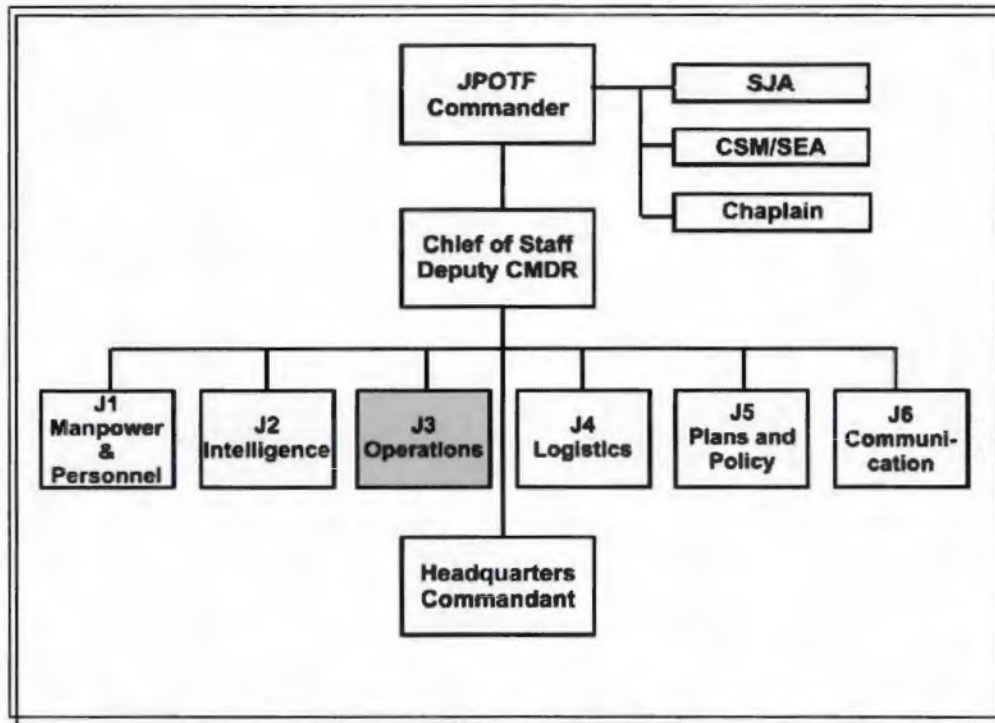 JPOTF
Commander
SJA
CSM/SEA
Chaplain
Chief of Staff
Deputy CMDR
J1
Manpower
&
Personnel
J2
Intelligence
J3
Operations
J4
Logistics
J5
Plans and
Policy
J6
Communi-
cation
Headquarters
Commandant